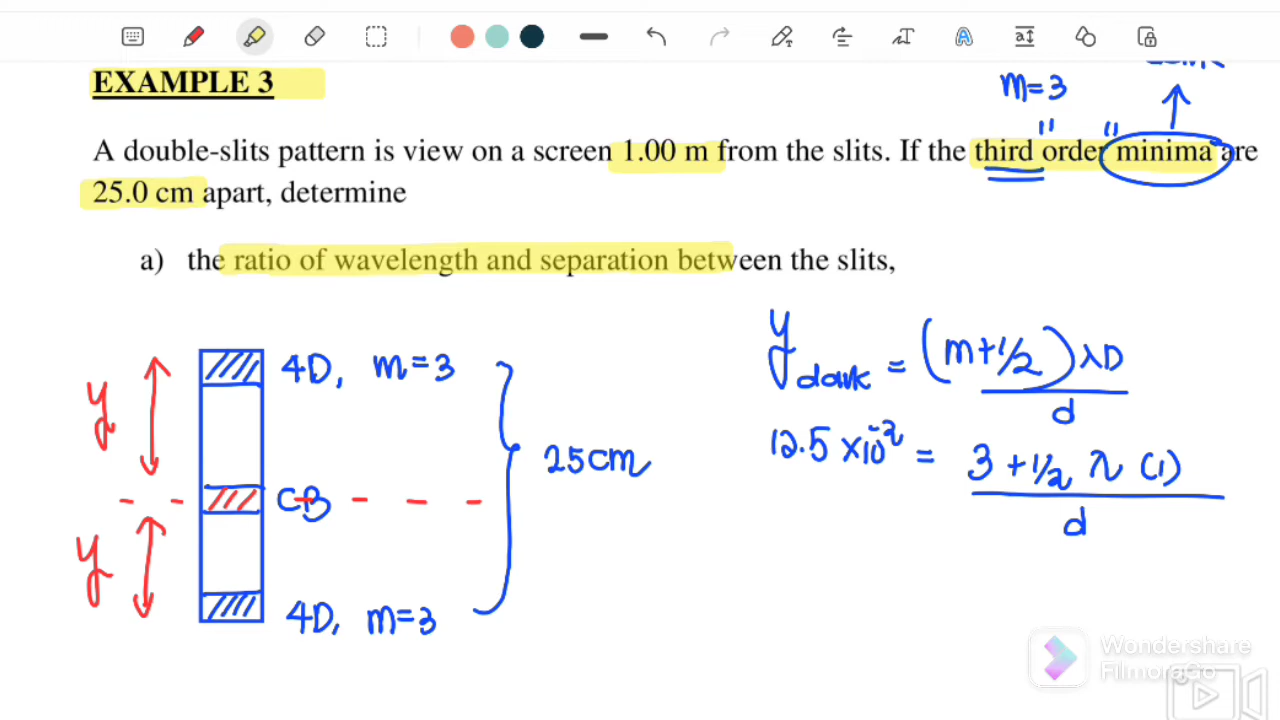 EXAMPLE 3
m=3
A double-slits pattern is view on a screen 1.00 m from the slits. If the third order minima are
25.0 cm apart, determine
a) the ratio of wavelength and separation between the slits,
y dark = (m+1/2)λD / d
12.5 ×10⁻² = 3+1/2 λ (1) / d
y
4D, m=3
25cm
CB
y
4D, m=3
Wondershare
FilmoraGo